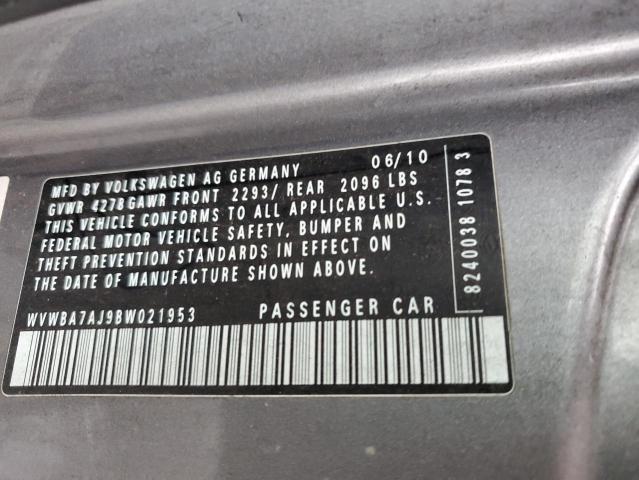 MFD BY VOLKSWAGEN AG GERMANY 06/10
GVWR 4278 GAWR FRONT 2293/ REAR 2096 LBS
THIS VEHICLE CONFORMS TO ALL APPLICABLE U.S.
FEDERAL MOTOR VEHICLE SAFETY, BUMPER AND
THEFT PREVENTION STANDARDS IN EFFECT ON
THE DATE OF MANUFACTURE SHOWN ABOVE.
WVWBA7AJ9BW021953 PASSENGER CAR
8240038 1078 3